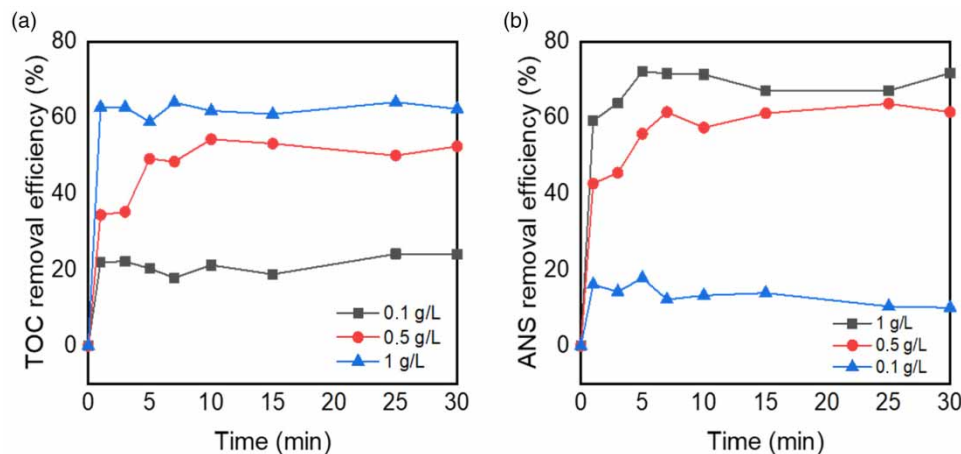 (a)
TOC removal efficiency (%)
80
60
40
20
0
0 5 10 15 20 25 30
Time (min)
0.1 g/L
0.5 g/L
1 g/L
(b)
ANS removal efficiency (%)
80
60
40
20
0
0 5 10 15 20 25 30
Time (min)
1 g/L
0.5 g/L
0.1 g/L